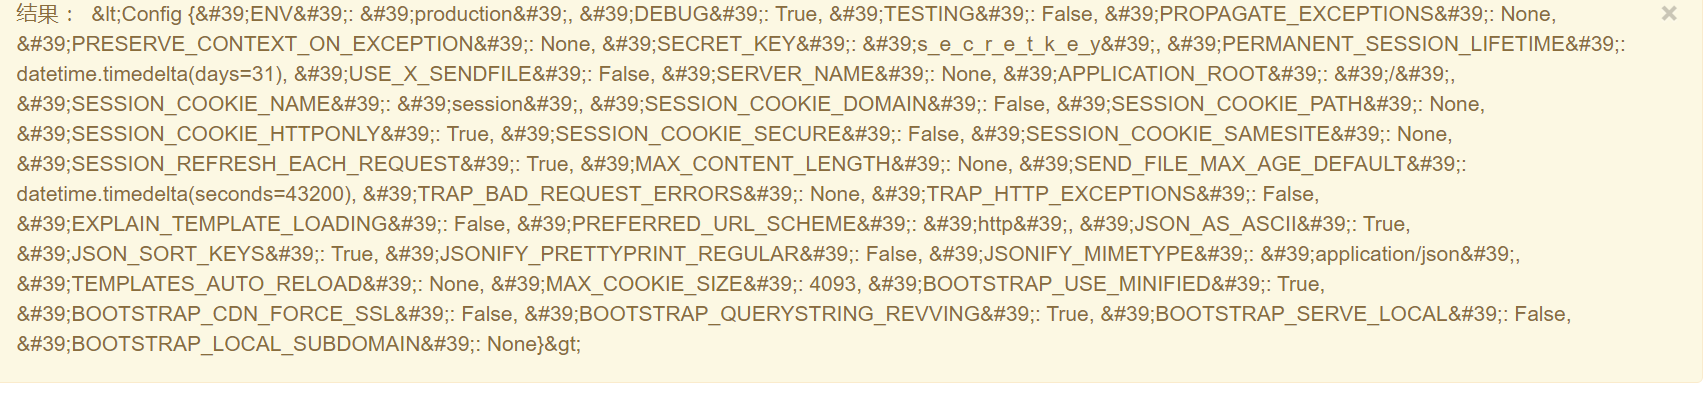 结果： &lt;Config {&#39;ENV&#39;: &#39;production&#39;, &#39;DEBUG&#39;: True, &#39;TESTING&#39;: False, &#39;PROPAGATE_EXCEPTIONS&#39;: None,
&#39;PRESERVE_CONTEXT_ON_EXCEPTION&#39;: None, &#39;SECRET_KEY&#39;: &#39;s_e_c_r_e_t_k_e_y&#39;, &#39;PERMANENT_SESSION_LIFETIME&#39;:
datetime.timedelta(days=31), &#39;USE_X_SENDFILE&#39;: False, &#39;SERVER_NAME&#39;: None, &#39;APPLICATION_ROOT&#39;: &#39;/&#39;,
&#39;SESSION_COOKIE_NAME&#39;: &#39;session&#39;, &#39;SESSION_COOKIE_DOMAIN&#39;: False, &#39;SESSION_COOKIE_PATH&#39;: None,
&#39;SESSION_COOKIE_HTTPONLY&#39;: True, &#39;SESSION_COOKIE_SECURE&#39;: False, &#39;SESSION_COOKIE_SAMESITE&#39;: None,
&#39;SESSION_REFRESH_EACH_REQUEST&#39;: True, &#39;MAX_CONTENT_LENGTH&#39;: None, &#39;SEND_FILE_MAX_AGE_DEFAULT&#39;:
datetime.timedelta(seconds=43200), &#39;TRAP_BAD_REQUEST_ERRORS&#39;: None, &#39;TRAP_HTTP_EXCEPTIONS&#39;: False,
&#39;EXPLAIN_TEMPLATE_LOADING&#39;: False, &#39;PREFERRED_URL_SCHEME&#39;: &#39;http&#39;, &#39;JSON_AS_ASCII&#39;: True,
&#39;JSON_SORT_KEYS&#39;: True, &#39;JSONIFY_PRETTYPRINT_REGULAR&#39;: False, &#39;JSONIFY_MIMETYPE&#39;: &#39;application/json&#39;,
&#39;TEMPLATES_AUTO_RELOAD&#39;: None, &#39;MAX_COOKIE_SIZE&#39;: 4093, &#39;BOOTSTRAP_USE_MINIFIED&#39;: True,
&#39;BOOTSTRAP_CDN_FORCE_SSL&#39;: False, &#39;BOOTSTRAP_QUERYSTRING_REVVING&#39;: True, &#39;BOOTSTRAP_SERVE_LOCAL&#39;: False,
&#39;BOOTSTRAP_LOCAL_SUBDOMAIN&#39;: None}&gt;